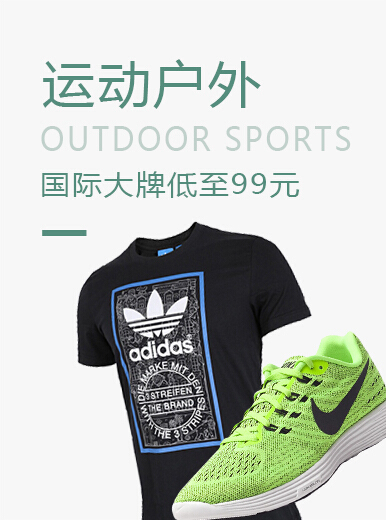 运动户外
OUTDOOR SPORTS
国际大牌低至99元
adidas
DIE MARKE MIT DEN
3 STREIFEN
THE BRAND
WITH THE 3 STRIPES